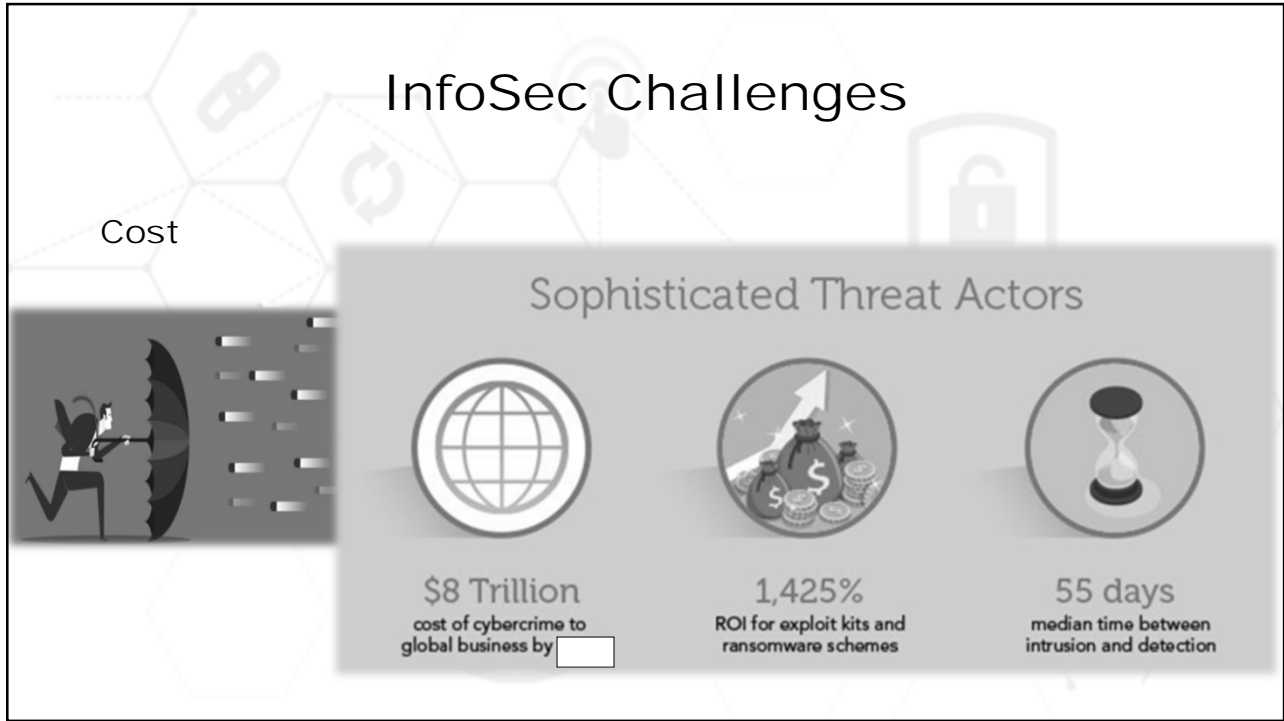 InfoSec Challenges
Cost
Sophisticated Threat Actors
$8 Trillion
cost of cybercrime to
global business by
1,425%
ROI for exploit kits and
ransomware schemes
55 days
median time between
intrusion and detection